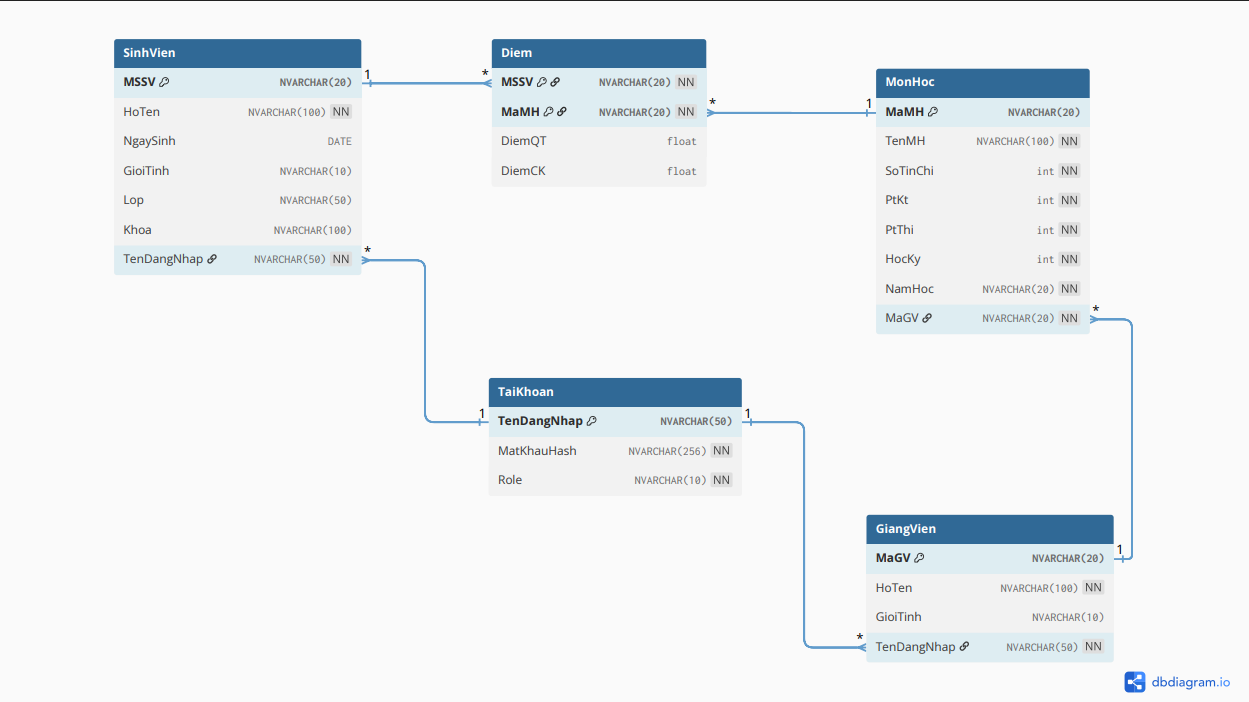 SinhVien
MSSV NVARCHAR(20)
HoTen NVARCHAR(100) NN
NgaySinh DATE
GioiTinh NVARCHAR(10)
Lop NVARCHAR(50)
Khoa NVARCHAR(100)
TenDangNhap NVARCHAR(50) NN
1
*
Diem
MSSV NVARCHAR(20) NN
MaMH NVARCHAR(20) NN
DiemQT float
DiemCK float
*
1
MonHoc
MaMH NVARCHAR(20)
TenMH NVARCHAR(100) NN
SoTinChi int NN
PtKt int NN
PtThi int NN
HocKy int NN
NamHoc NVARCHAR(20) NN
MaGV NVARCHAR(20) NN
*
*
1
TaiKhoan
TenDangNhap NVARCHAR(50)
MatKhauHash NVARCHAR(256) NN
Role NVARCHAR(10) NN
1
GiangVien
MaGV NVARCHAR(20)
HoTen NVARCHAR(100) NN
GioiTinh NVARCHAR(10)
TenDangNhap NVARCHAR(50) NN
1
*
dbdiagram.io